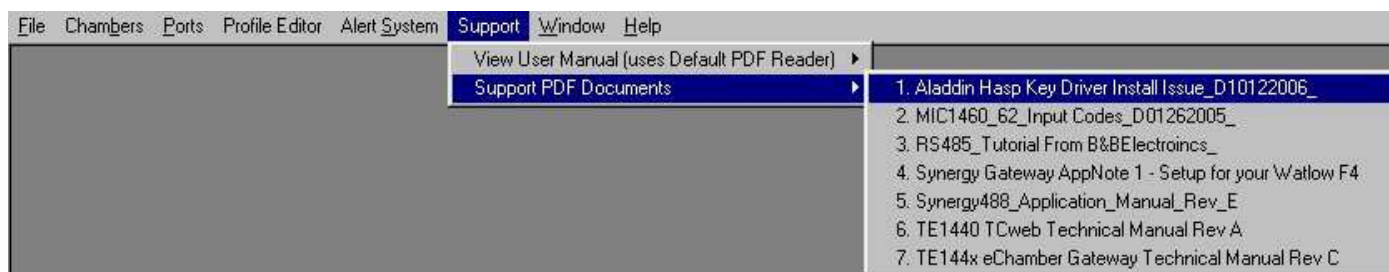 File Chambers Ports Profile Editor Alert System Support Window Help
View User Manual (uses Default PDF Reader)
Support PDF Documents
1. Aladdin Hasp Key Driver Install Issue_D10122006_
2. MIC1460_62_Input Codes_D01262005_
3. RS485_Tutorial From B&BElectroincs_
4. Synergy Gateway AppNote 1 - Setup for your Watlow F4
5. Synergy488_Application_Manual_Rev_E
6. TE1440 TCweb Technical Manual Rev A
7. TE144x eChamber Gateway Technical Manual Rev C